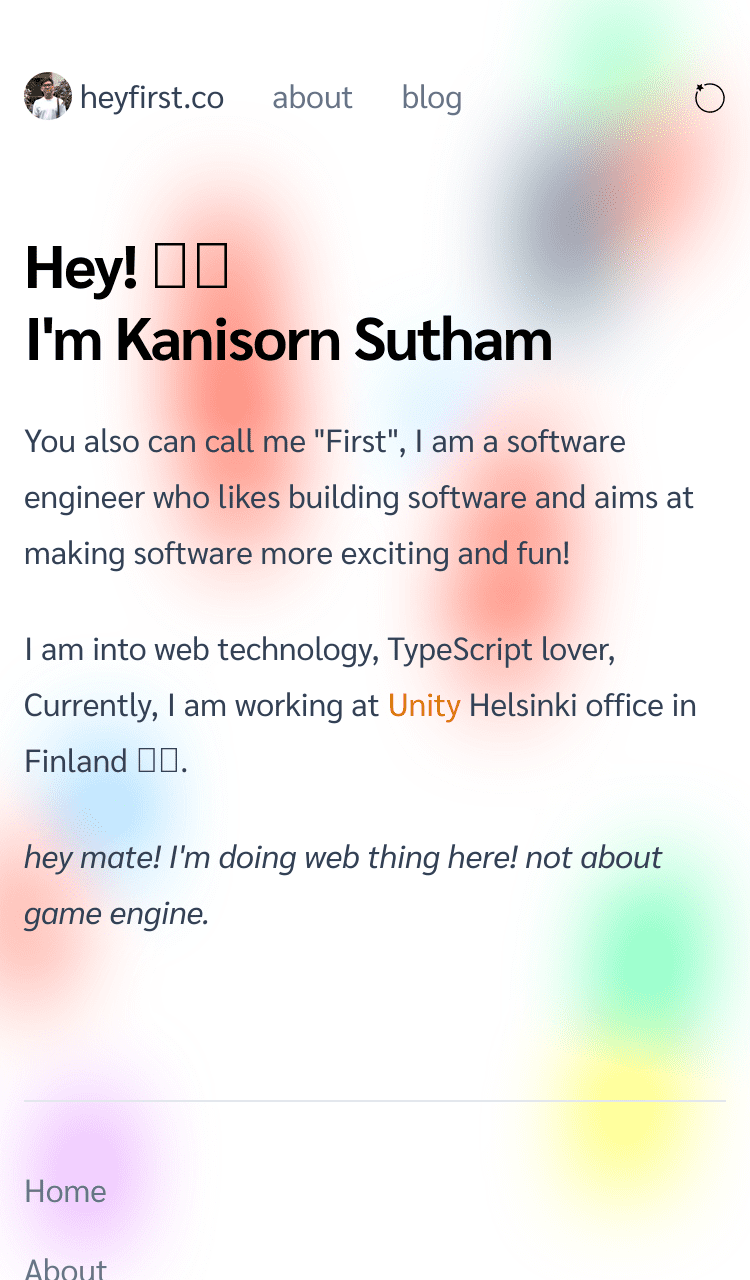 heyfirst.co about blog
Hey! 
I'm Kanisorn Sutham
You also can call me "First", I am a software
engineer who likes building software and aims at
making software more exciting and fun!
I am into web technology, TypeScript lover,
Currently, I am working at Unity Helsinki office in
Finland .
hey mate! I'm doing web thing here! not about
game engine.
Home
About